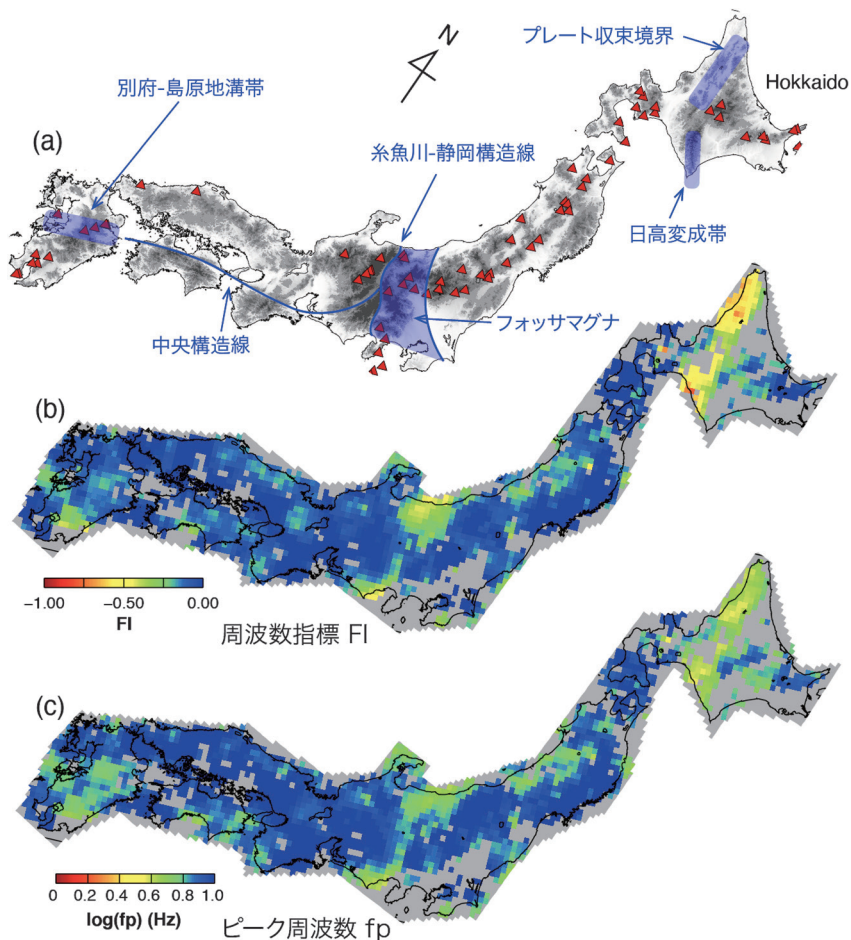 N
プレート収束境界
別府-島原地溝帯
Hokkaido
(a)
糸魚川-静岡構造線
日高変成帯
中央構造線
フォッサマグナ
(b)
−1.00 −0.50 0.00
FI
周波数指標 FI
(c)
0 0.2 0.4 0.6 0.8 1.0
log(fp) (Hz)
ピーク周波数 fp